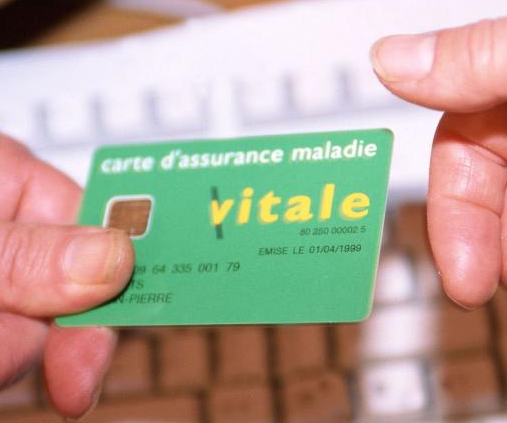 carte d'assurance maladie
vitale
80 250 00002 5
EMISE LE 01/04/1999
09 64 335 001 79
TS
N-PIERRE